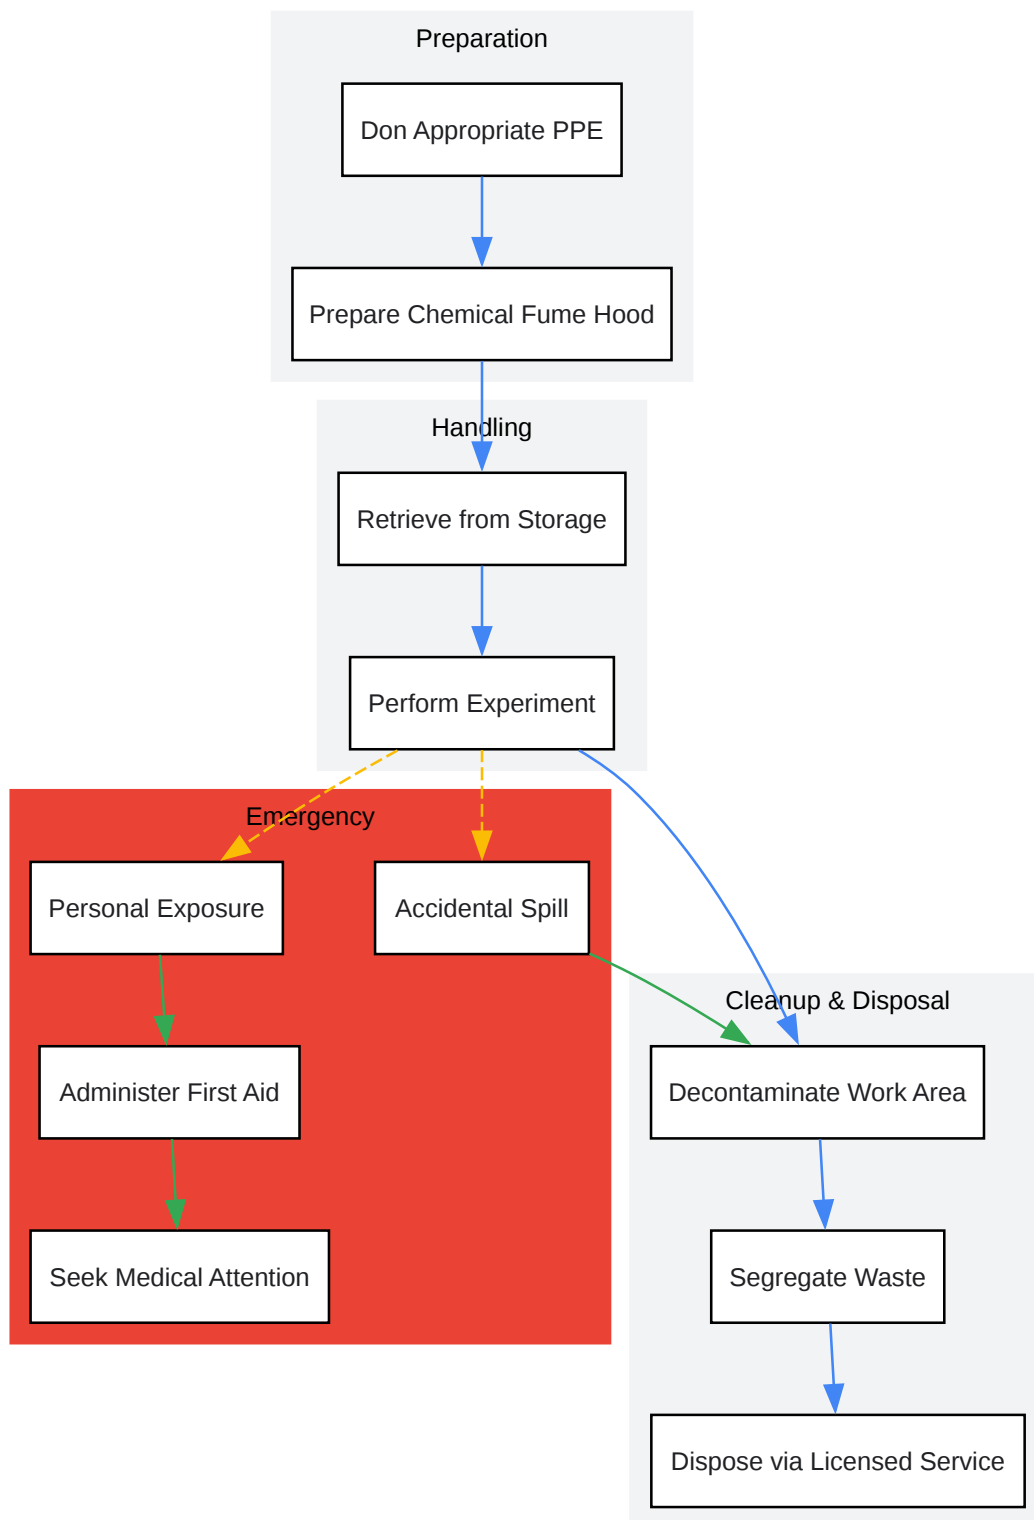 Preparation
Don Appropriate PPE
Prepare Chemical Fume Hood
Handling
Retrieve from Storage
Perform Experiment
Emergency
Personal Exposure
Accidental Spill
Administer First Aid
Seek Medical Attention
Cleanup & Disposal
Decontaminate Work Area
Segregate Waste
Dispose via Licensed Service